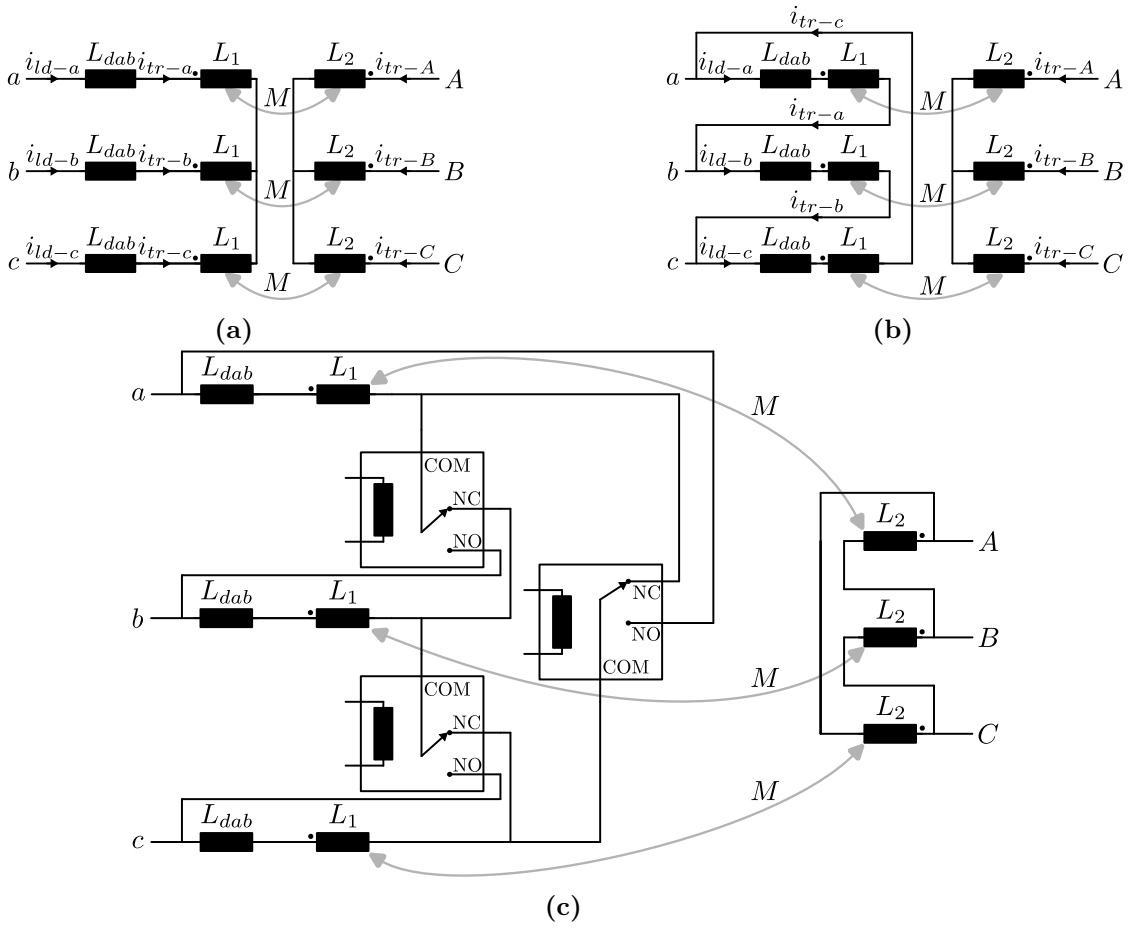 i_{tr-c}
L_{dab} L_1 L_2
a i_{ld-a} i_{tr-a} i_{tr-A} A
M
L_{dab} L_1 L_2
b i_{ld-b} i_{tr-b} i_{tr-B} B
M
L_{dab} L_1 L_2
c i_{ld-c} i_{tr-c} i_{tr-C} C
M
(a)
L_{dab} L_1 L_2
a i_{ld-a} i_{tr-A} A
M
i_{tr-a}
L_{dab} L_1 L_2
b i_{ld-b} i_{tr-B} B
M
i_{tr-b}
L_{dab} L_1 L_2
c i_{ld-c} i_{tr-C} C
M
(b)
L_{dab} L_1
a
M
COM
NC
NO
L_2
A
L_{dab} L_1
b
NC
NO
COM
L_2
B
M
COM
NC
NO
L_2
C
M
L_{dab} L_1
c
(c)